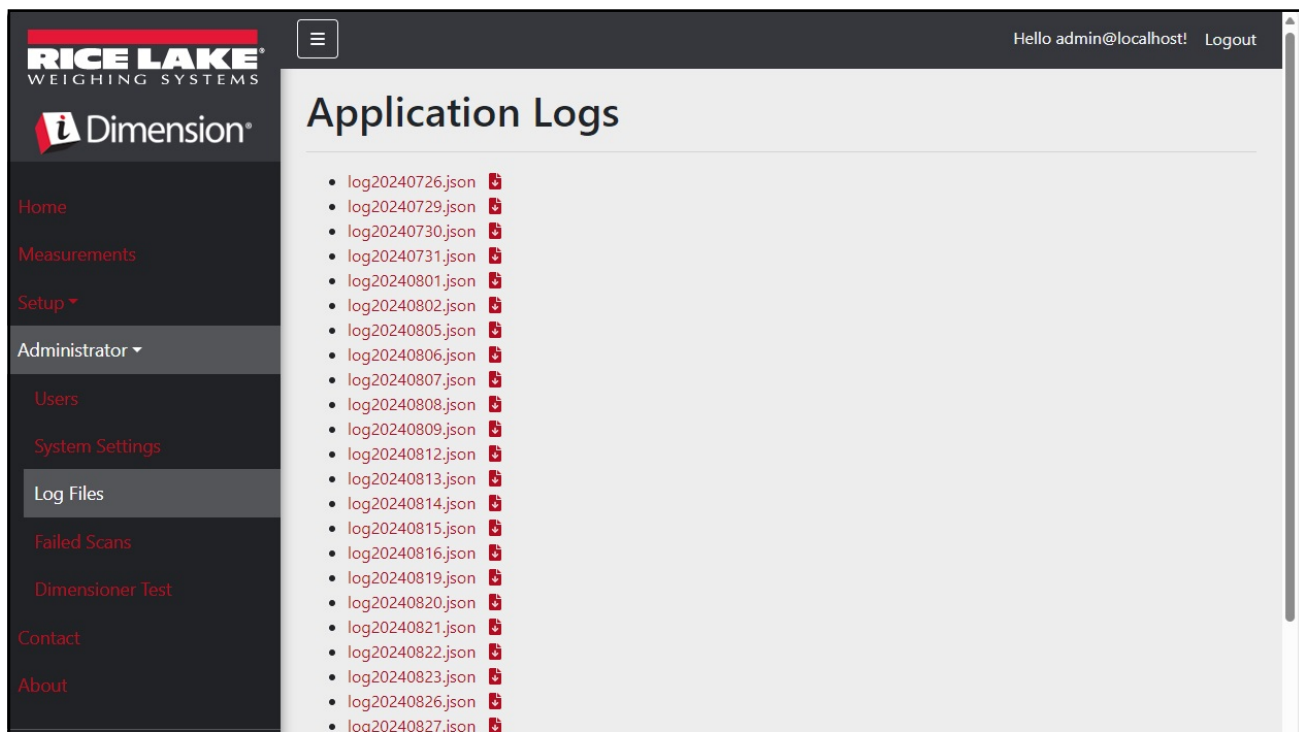 RICE LAKE®
WEIGHING SYSTEMS
i Dimension®
Home
Measurements
Setup
Administrator
Users
System Settings
Log Files
Failed Scans
Dimensioner Test
Contact
About
Hello admin@localhost! Logout
Application Logs
log20240726.json
log20240729.json
log20240730.json
log20240731.json
log20240801.json
log20240802.json
log20240805.json
log20240806.json
log20240807.json
log20240808.json
log20240809.json
log20240812.json
log20240813.json
log20240814.json
log20240815.json
log20240816.json
log20240819.json
log20240820.json
log20240821.json
log20240822.json
log20240823.json
log20240826.json
log20240827.json